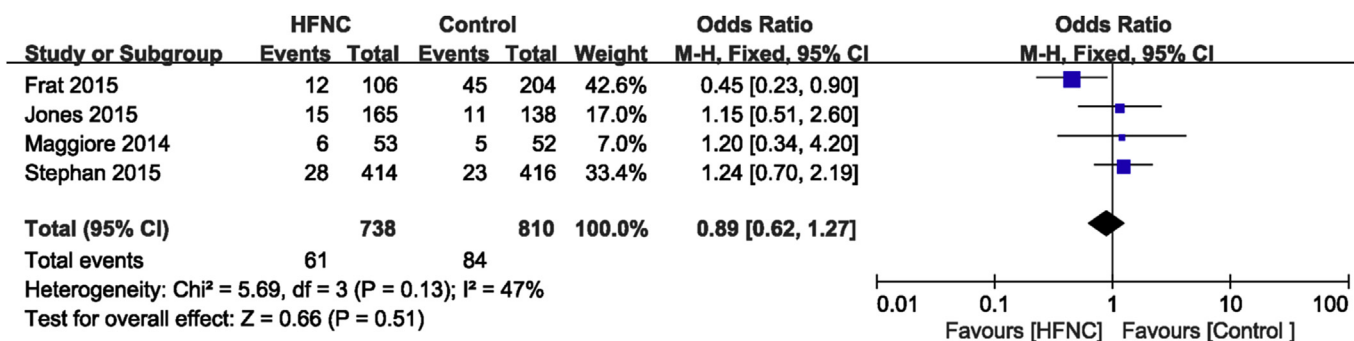 HFNC Control Odds Ratio Odds Ratio
Study or Subgroup Events Total Events Total Weight M-H, Fixed, 95% CI M-H, Fixed, 95% CI
Frat 2015 12 106 45 204 42.6% 0.45 [0.23, 0.90]
Jones 2015 15 165 11 138 17.0% 1.15 [0.51, 2.60]
Maggiore 2014 6 53 5 52 7.0% 1.20 [0.34, 4.20]
Stephan 2015 28 414 23 416 33.4% 1.24 [0.70, 2.19]
Total (95% CI) 738 810 100.0% 0.89 [0.62, 1.27]
Total events 61 84
Heterogeneity: Chi² = 5.69, df = 3 (P = 0.13); I² = 47%
Test for overall effect: Z = 0.66 (P = 0.51)
0.01 0.1 1 10 100
Favours [HFNC] Favours [Control ]